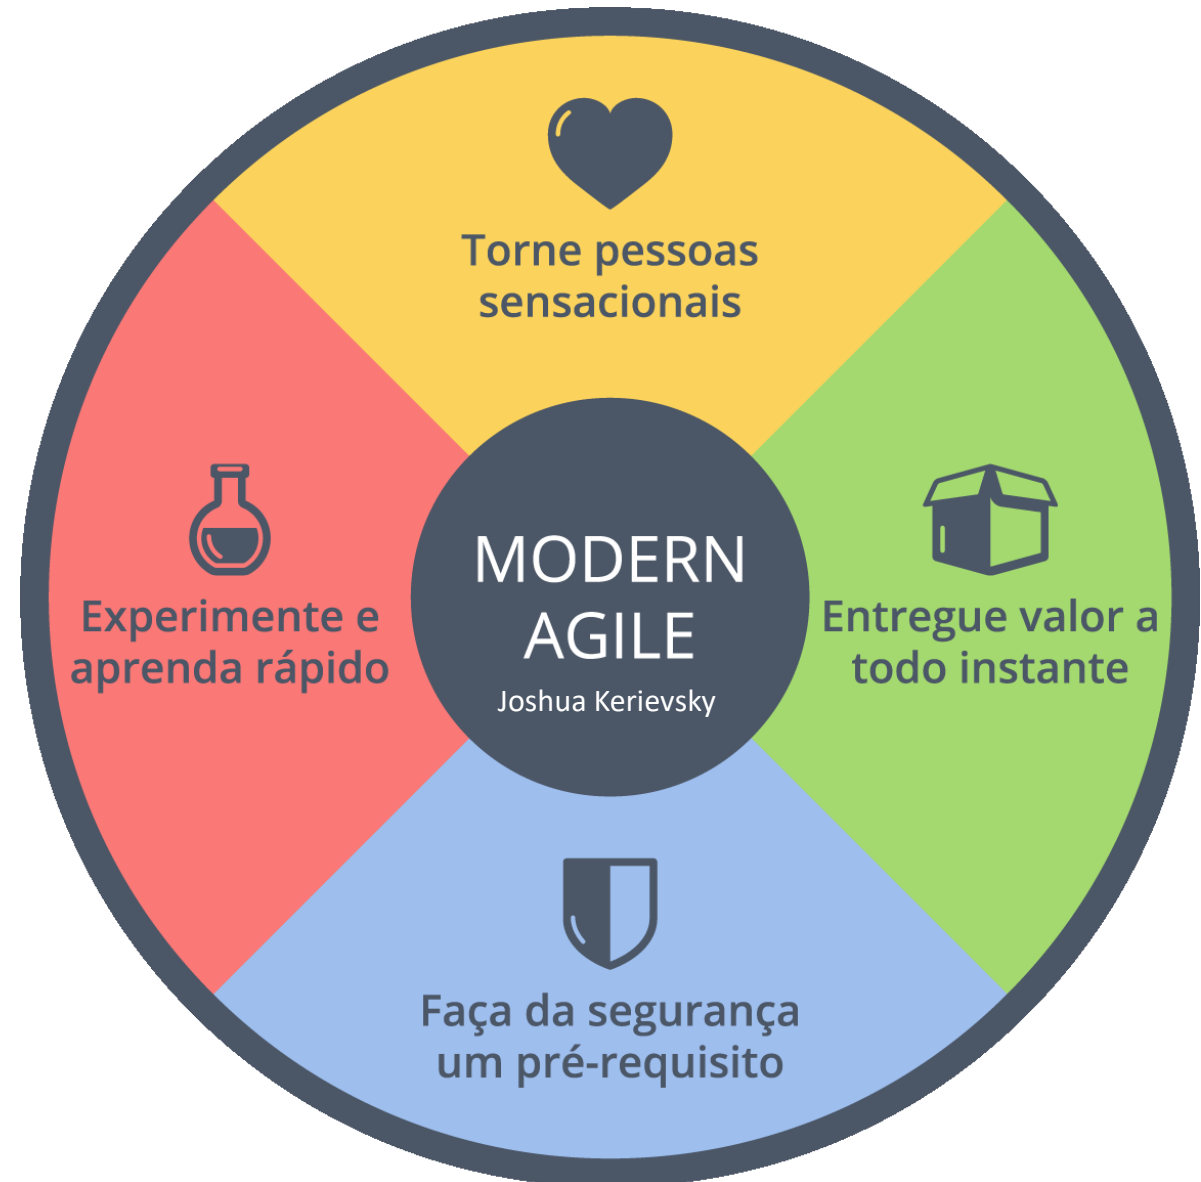 Torne pessoas
sensacionais
Experimente e
aprenda rápido
MODERN
AGILE
Joshua Kerievsky
Entregue valor a
todo instante
Faça da segurança
um pré-requisito